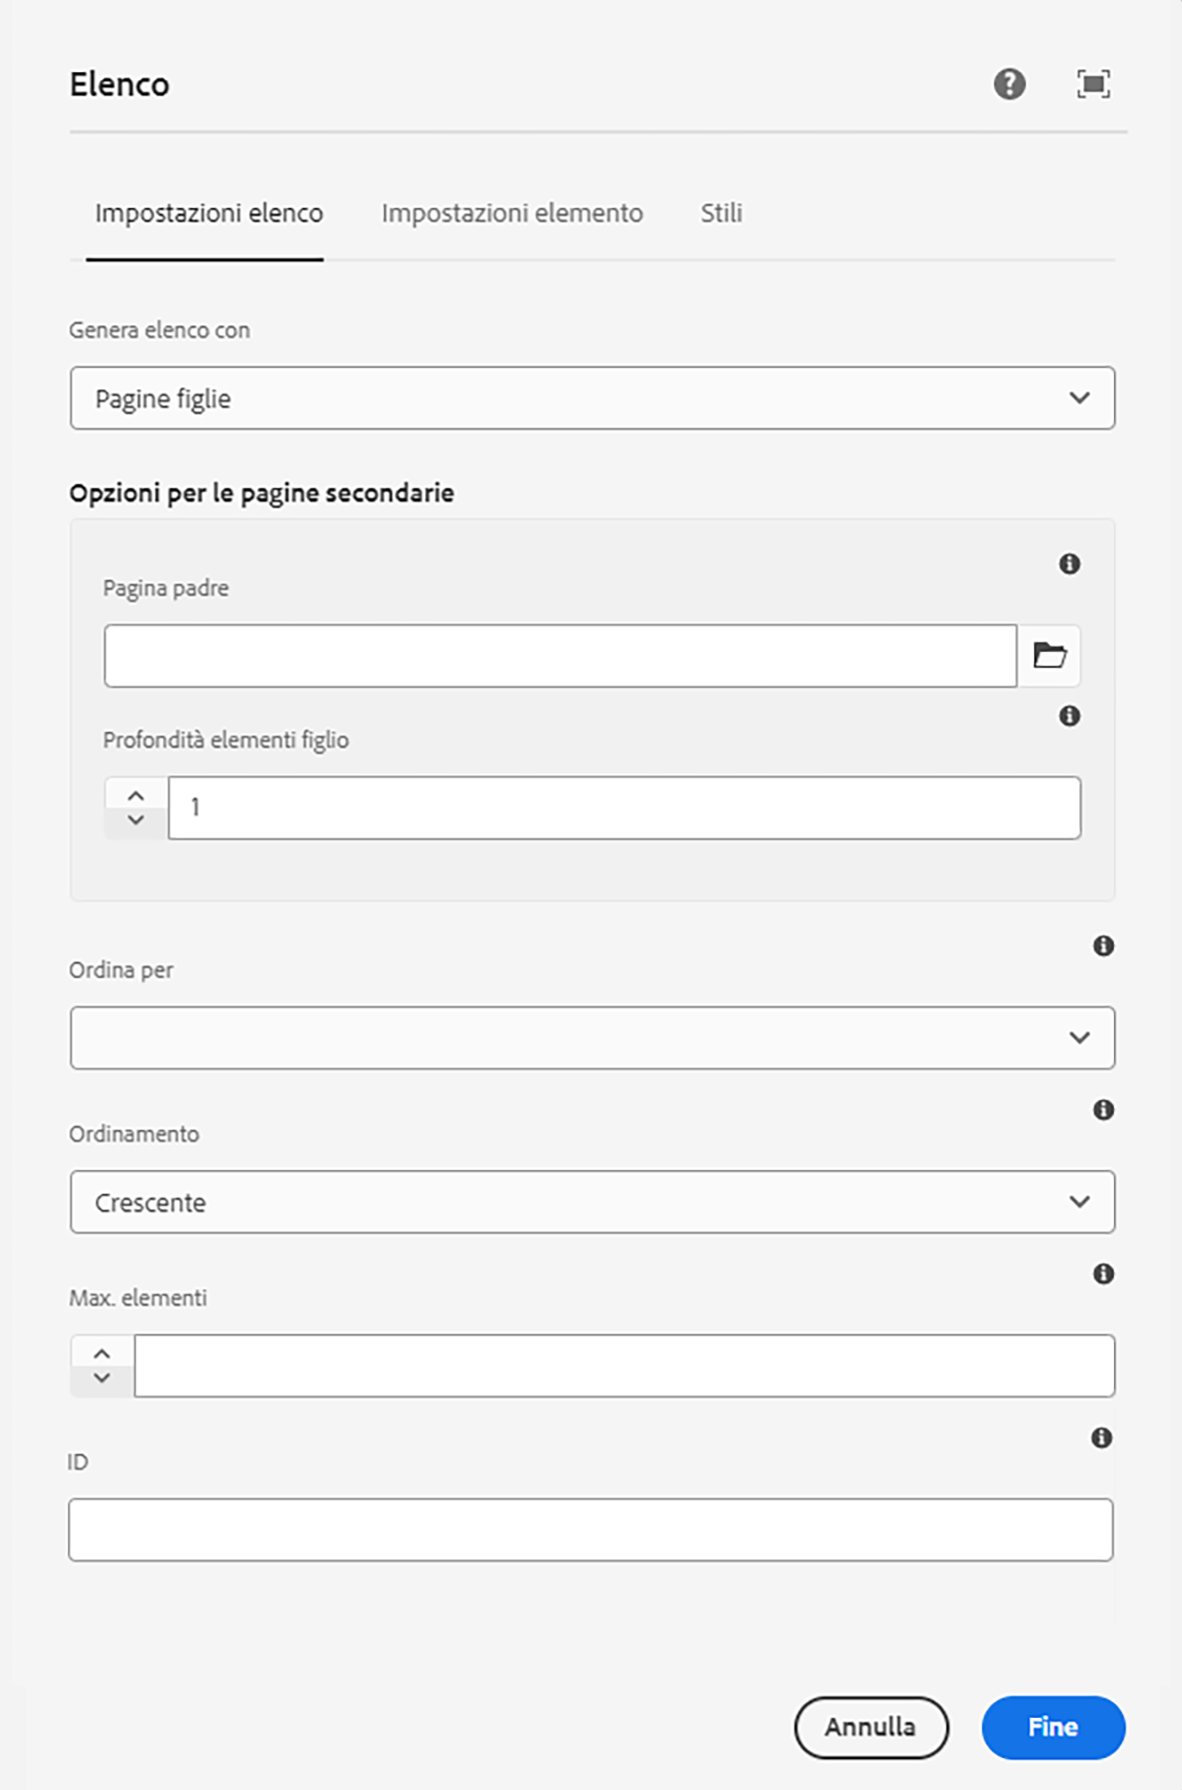 Elenco
Impostazioni elenco Impostazioni elemento Stili
Genera elenco con
Pagine figlie
Opzioni per le pagine secondarie
Pagina padre
Profondità elementi figlio
1
Ordina per
Ordinamento
Crescente
Max. elementi
ID
Annulla Fine